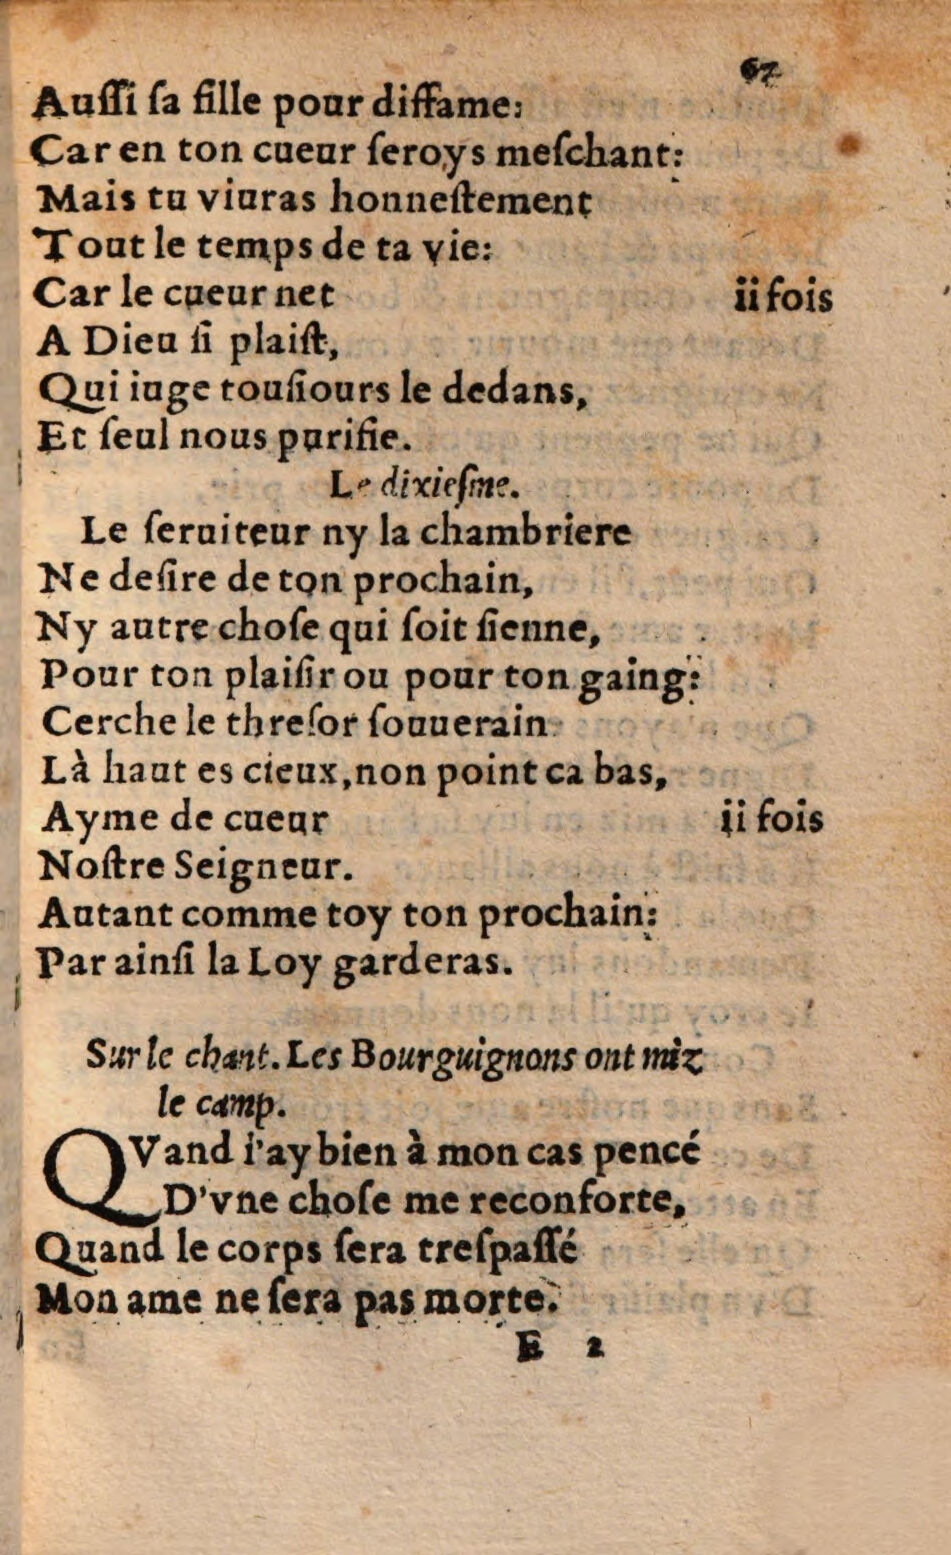 67
Auſſi ſa fille pour diffame:
Car en ton cueur ſeroys meſchant:
Mais tu viuras honneſtement
Tout le temps de ta vie:
Car le cueur net ii fois
A Dieu ſi plaiſt,
Qui iuge touſiours le dedans,
Et ſeul nous purifie.
Le dixieſme.
Le ſeruiteur ny la chambriere
Ne deſire de ton prochain,
Ny autre choſe qui ſoit ſienne,
Pour ton plaiſir ou pour ton gaing:
Cerche le threſor ſouuerain
Là haut es cieux, non point ca bas,
Ayme de cueur ii fois
Noſtre Seigneur.
Autant comme toy ton prochain:
Par ainſi la Loy garderas.
Sur le chant. Les Bourguignons ont miz
le camp.
QVand i'ay bien à mon cas pencé
D'vne choſe me reconforte,
Quand le corps ſera treſpaſſé
Mon ame ne ſera pas morte.
E 2